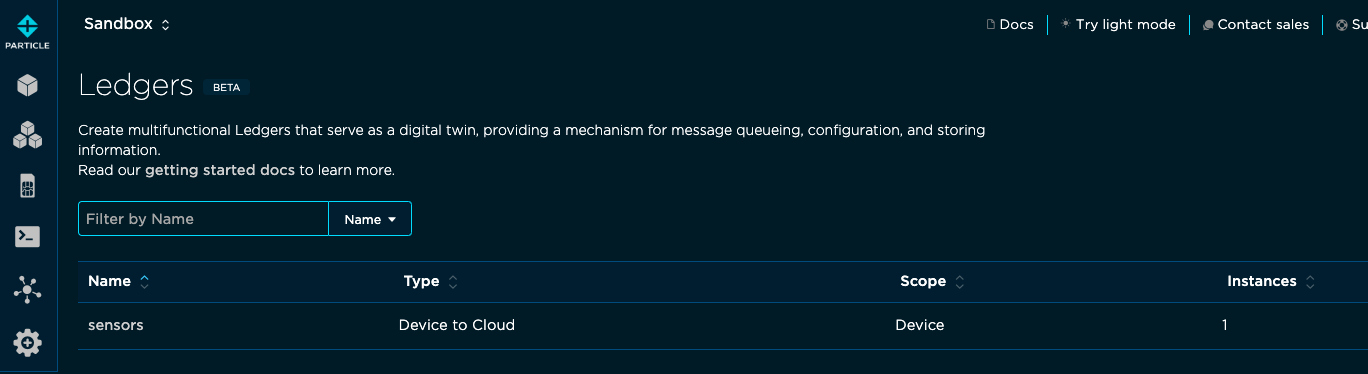 PARTICLE
Sandbox
Docs
Try light mode
Contact sales
Ledgers BETA
Create multifunctional Ledgers that serve as a digital twin, providing a mechanism for message queueing, configuration, and storing
information.
Read our getting started docs to learn more.
Filter by Name Name
Name Type Scope Instances
sensors Device to Cloud Device 1